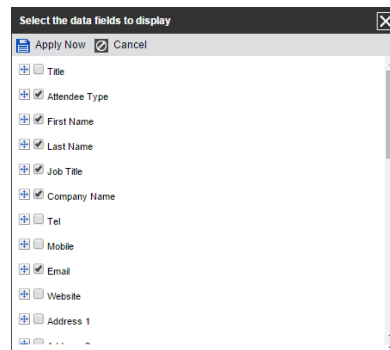 Select the data fields to display
Apply Now Cancel
Title
Attendee Type
First Name
Last Name
Job Title
Company Name
Tel
Mobile
Email
Website
Address 1